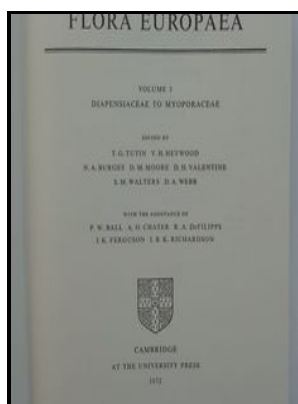 FLORA EUROPAEA
VOLUME 3
DIAPENSIACEAE TO MYOPORACEAE
EDITED BY
T. G. TUTIN V. H. HEYWOOD
N. A. BURGES D. M. MOORE D. H. VALENTINE
S. M. WALTERS D. A. WEBB
WITH THE ASSISTANCE OF
P. W. BALL A. O. CHATER R. A. DEFILIPPS
I. K. FERGUSON I. B. K. RICHARDSON
CAMBRIDGE
AT THE UNIVERSITY PRESS
1972